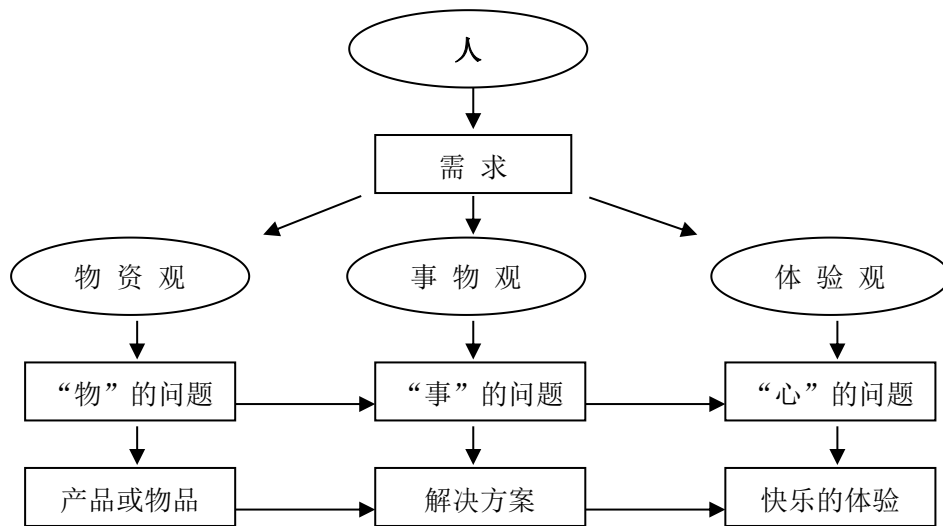 人
需 求
物 资 观
事 物 观
体 验 观
“物”的问题
“事”的问题
“心”的问题
产品或物品
解决方案
快乐的体验